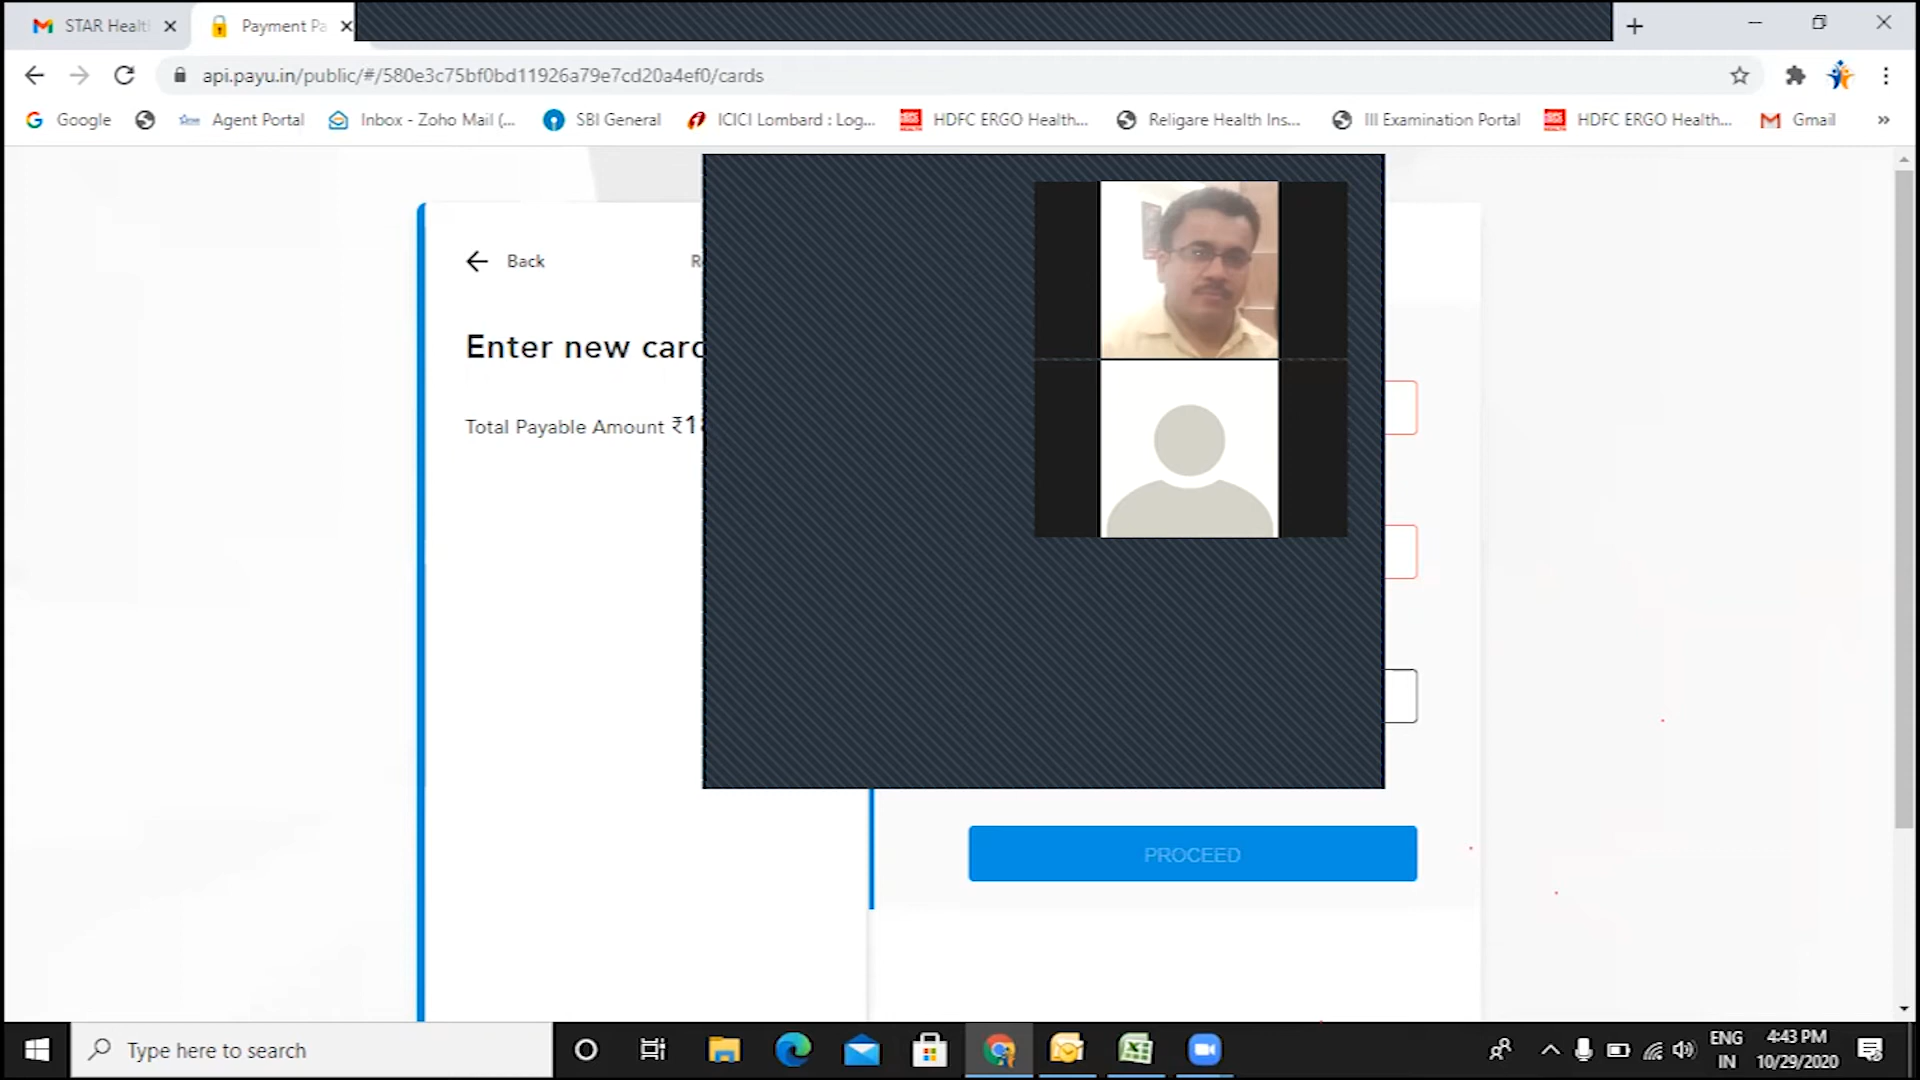 STAR Healt
Payment Pa
api.payu.in/public/#/580e3c75bf0bd11926a79e7cd20a4ef0/cards
Google
Agent Portal
Inbox - Zoho Mail (...
SBI General
ICICI Lombard : Log...
HDFC ERGO Health...
Religare Health Ins...
III Examination Portal
HDFC ERGO Health...
Gmail
Back
Enter new card
Total Payable Amount ₹1
PROCEED
Type here to search
ENG
IN
4:43 PM
10/29/2020